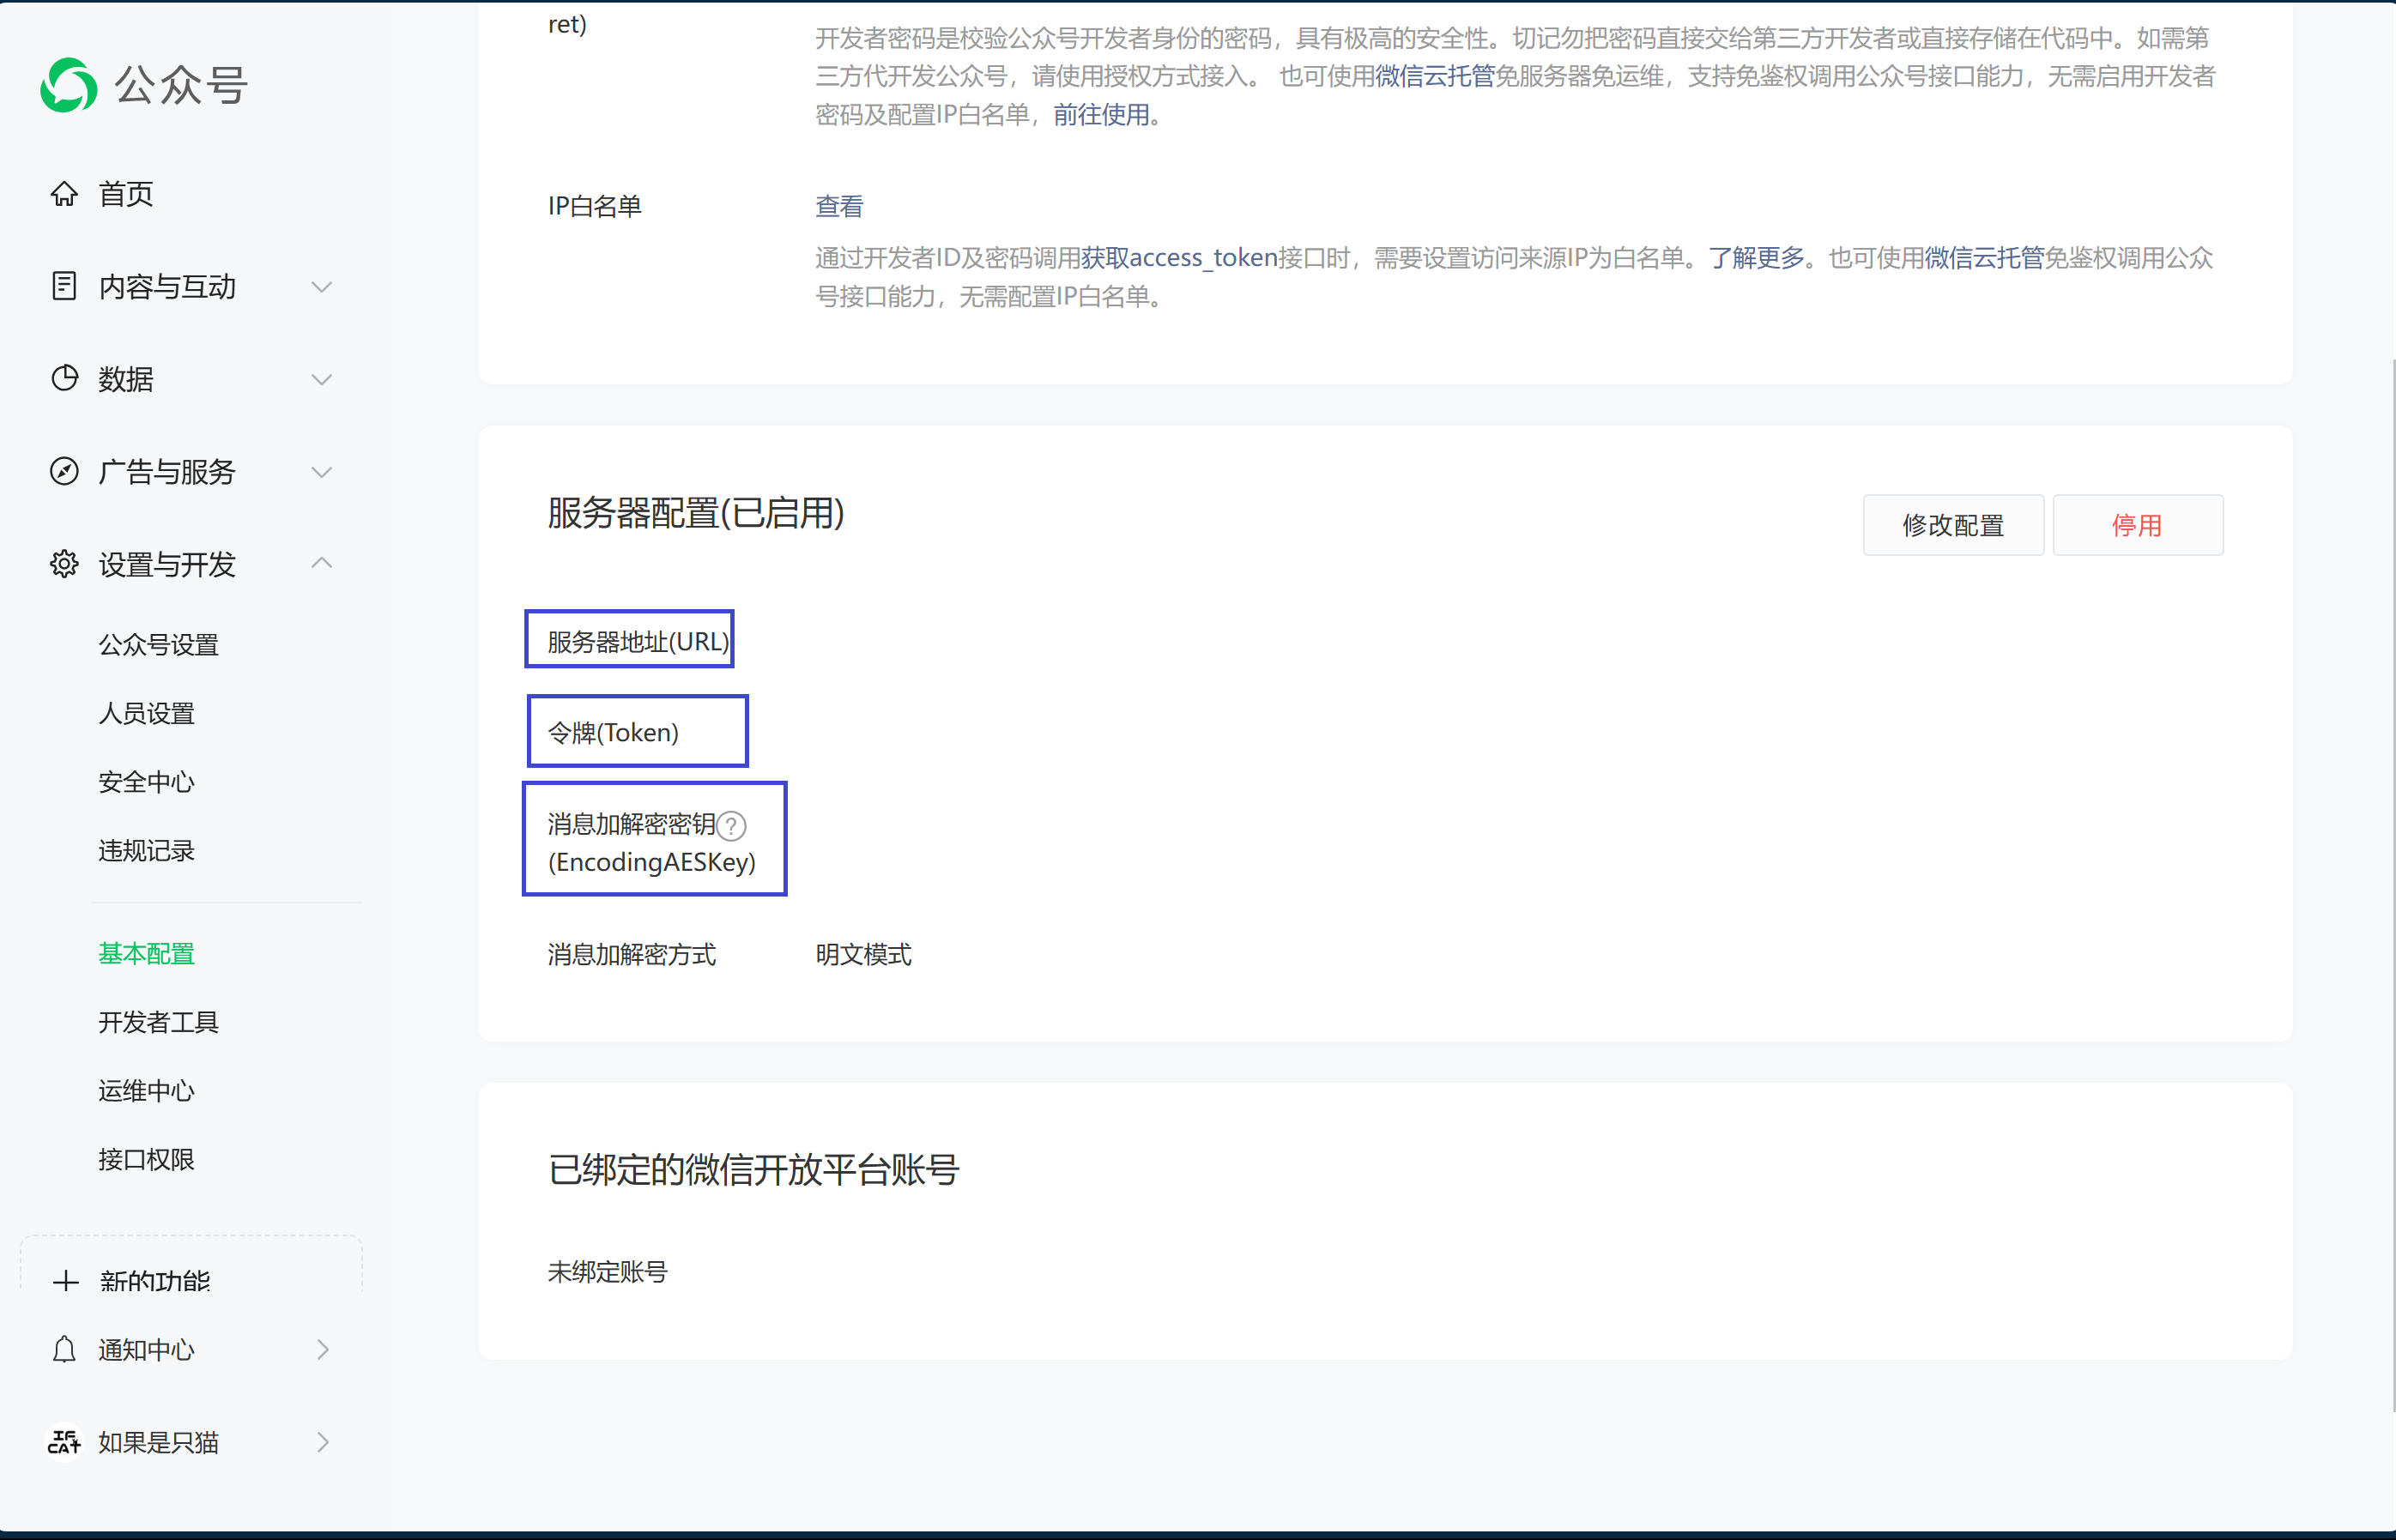 公众号
首页
内容与互动
数据
广告与服务
设置与开发
公众号设置
人员设置
安全中心
违规记录
基本配置
开发者工具
运维中心
接口权限
新的功能
通知中心
IF CAT
如果是只猫
ret)
开发者密码是校验公众号开发者身份的密码，具有极高的安全性。切记勿把密码直接交给第三方开发者或直接存储在代码中。如需第
三方代开发公众号，请使用授权方式接入。 也可使用微信云托管免服务器免运维，支持免鉴权调用公众号接口能力，无需启用开发者
密码及配置IP白名单，前往使用。
IP白名单
查看
通过开发者ID及密码调用获取access_token接口时，需要设置访问来源IP为白名单。了解更多。也可使用微信云托管免鉴权调用公众
号接口能力，无需配置IP白名单。
服务器配置(已启用)
修改配置
停用
服务器地址(URL)
令牌(Token)
消息加解密密钥?
(EncodingAESKey)
消息加解密方式
明文模式
已绑定的微信开放平台账号
未绑定账号